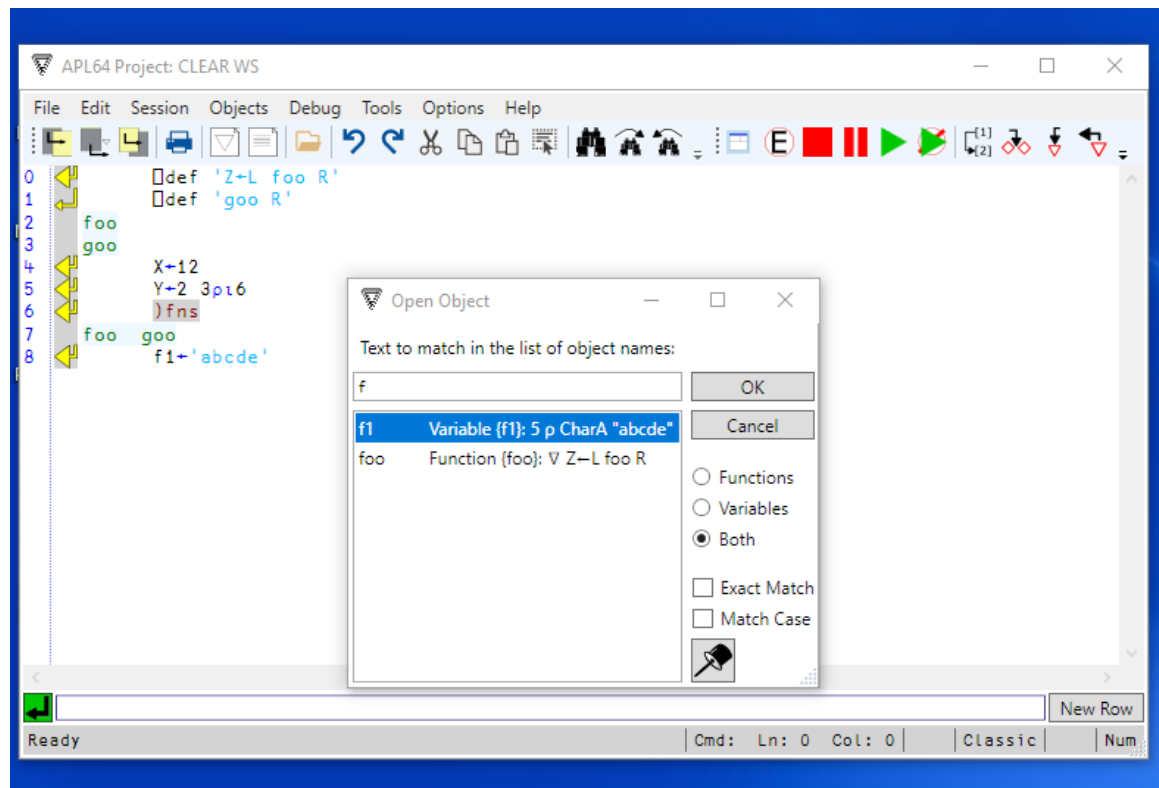 APL64 Project: CLEAR WS
File Edit Session Objects Debug Tools Options Help
E [1] [2]
0 ⎕def 'Z←L foo R'
1 ⎕def 'goo R'
2 foo
3 goo
4 X←12
5 Y←2 3⍴⍳6
6 )fns
7 foo goo
8 f1←'abcde'
Open Object
Text to match in the list of object names:
f
OK
f1 Variable {f1}: 5 ⍴ CharA "abcde"
Cancel
foo Function {foo}: ∇ Z←L foo R
Functions
Variables
Both
Exact Match
Match Case
New Row
Ready
Cmd: Ln: 0 Col: 0
Classic
Num